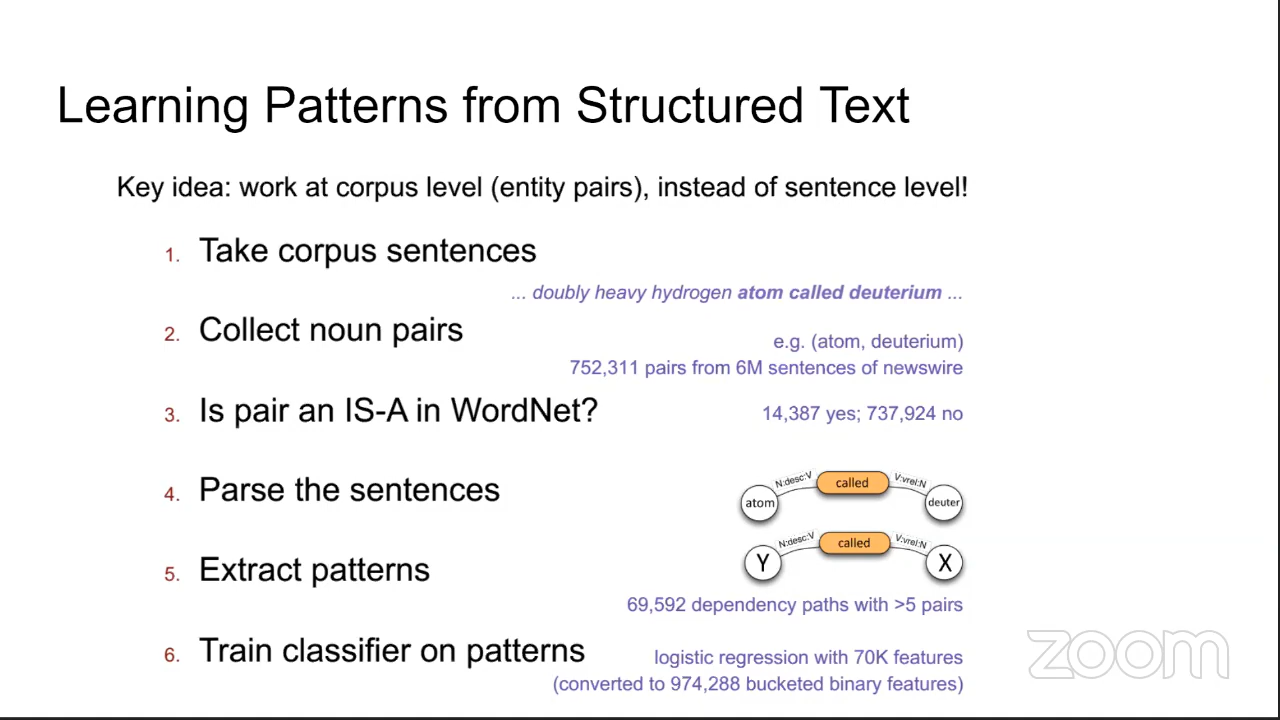 Learning Patterns from Structured Text
Key idea: work at corpus level (entity pairs), instead of sentence level!
1. Take corpus sentences
... doubly heavy hydrogen atom called deuterium ...
2. Collect noun pairs
e.g. (atom, deuterium)
752,311 pairs from 6M sentences of newswire
3. Is pair an IS-A in WordNet?
14,387 yes; 737,924 no
4. Parse the sentences
atom N:desc:V called V:vrel:N deuter
Y N:desc:V called V:vrel:N X
5. Extract patterns
69,592 dependency paths with >5 pairs
6. Train classifier on patterns
logistic regression with 70K features
(converted to 974,288 bucketed binary features)
zoom